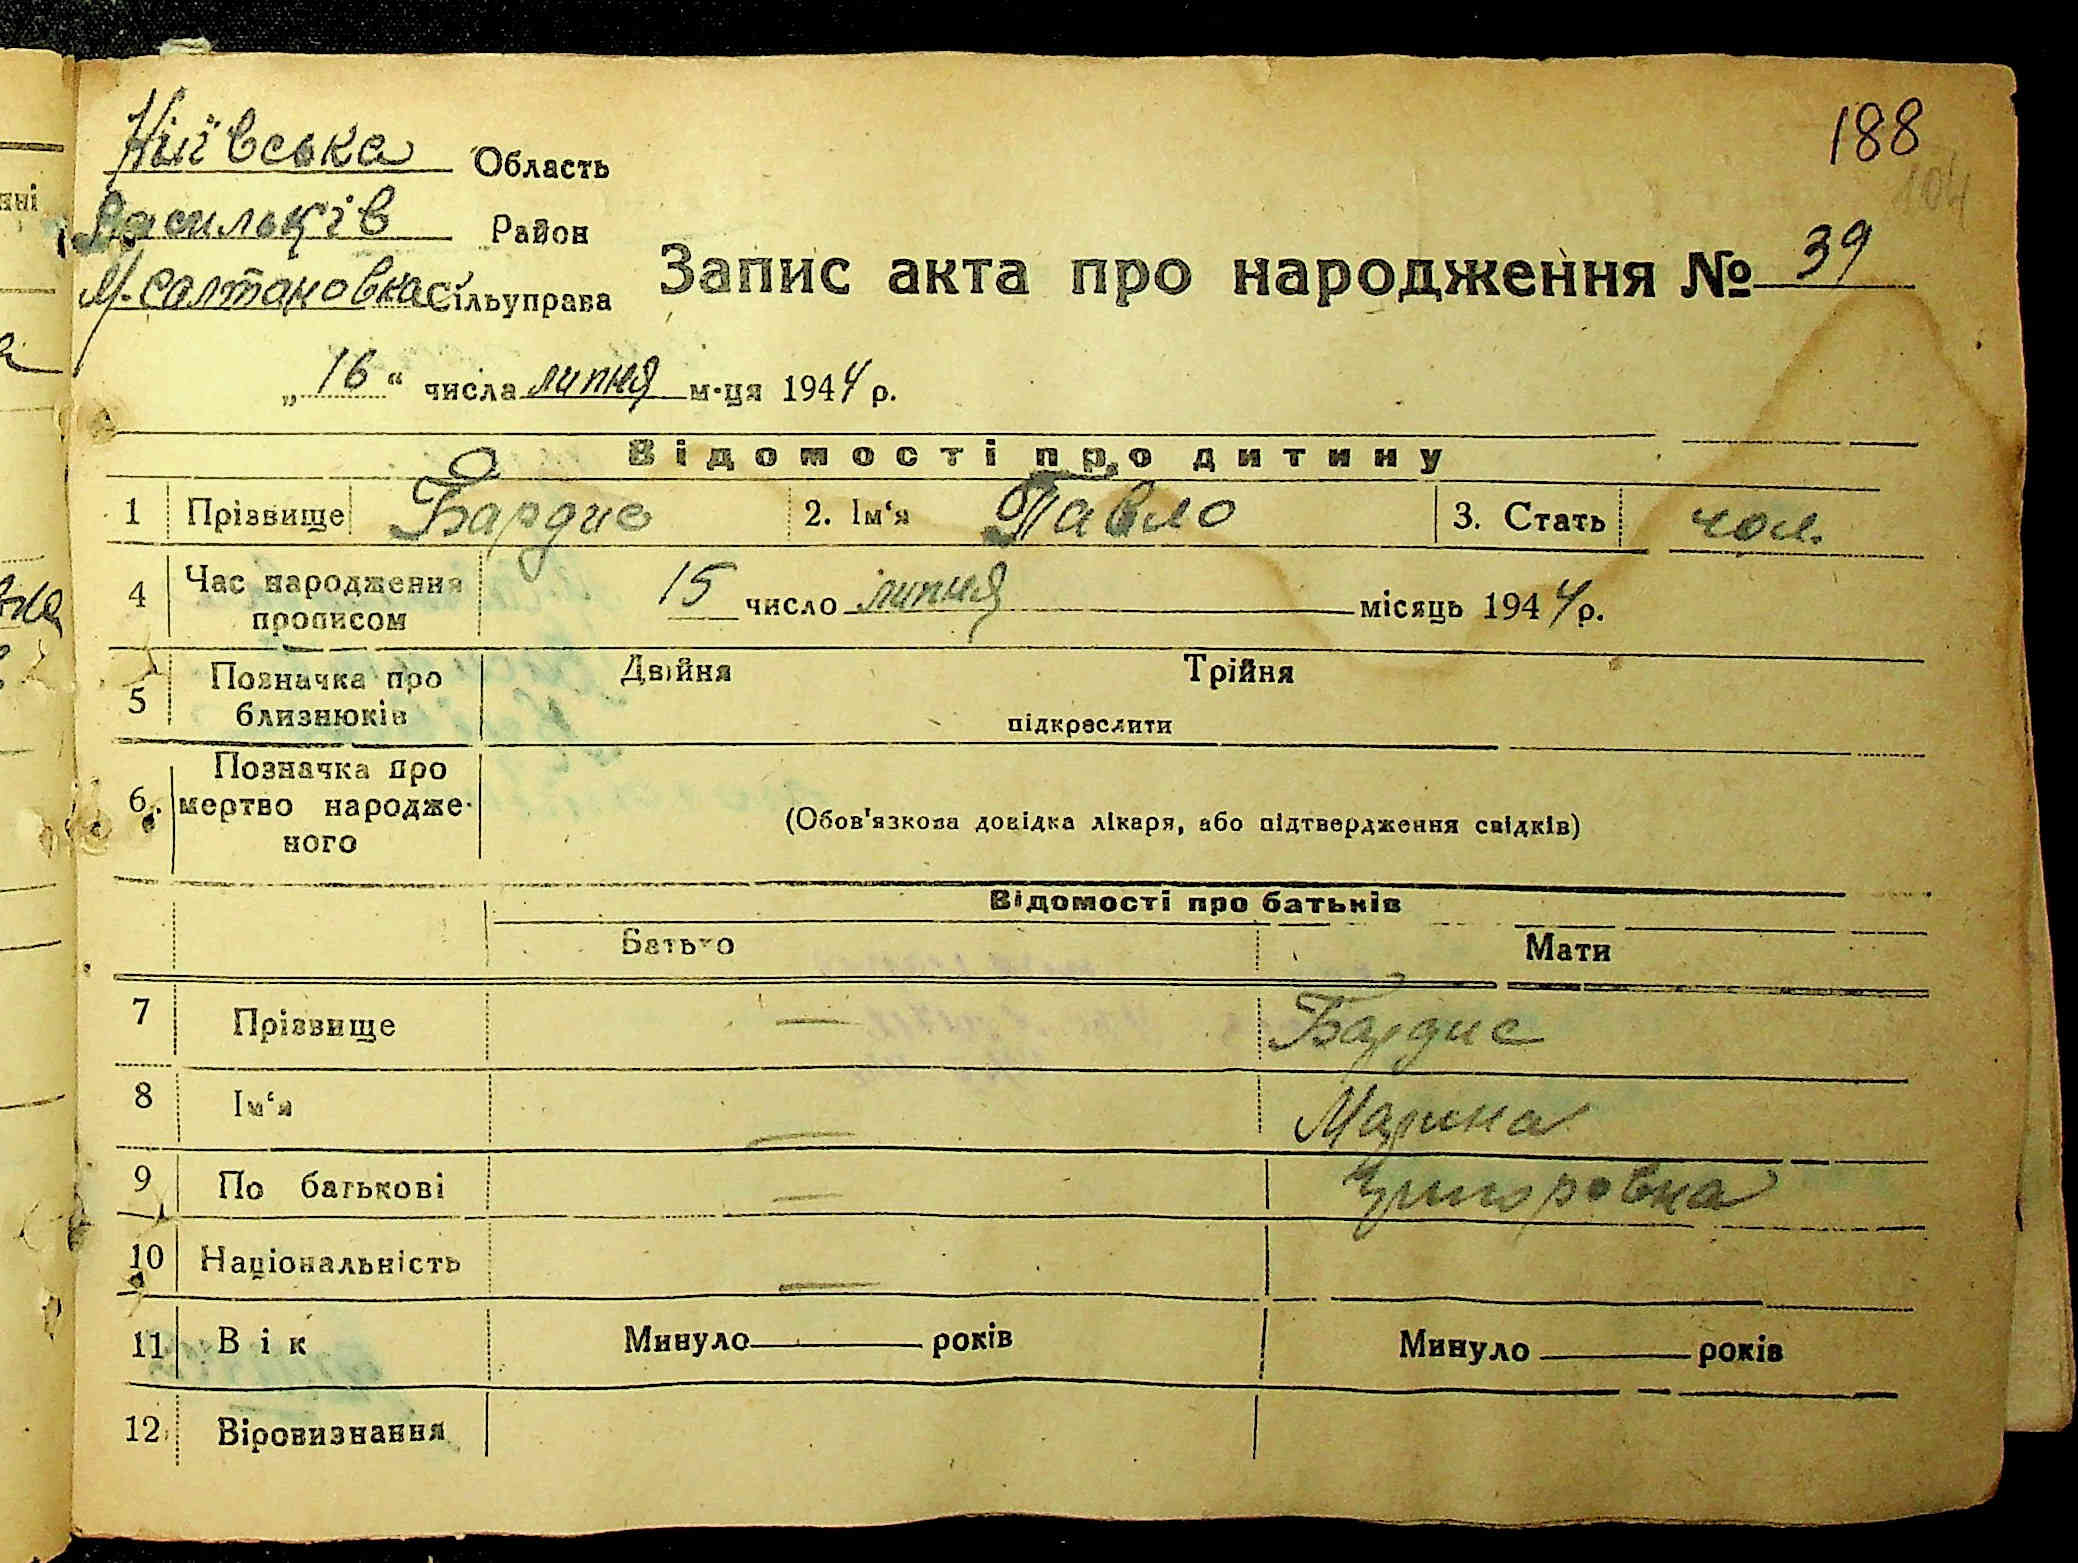 188
104
Київська Область
Васильків Район
М. Салтановка Сільуправа
Запис акта про народження № 39
„16“ числа липня м-ця 1944 р.
Відомості про дитину
1 Прізвище Бардис 2. Ім‘я Павло 3. Стать чол.
4 Час народження прописом 15 число липня місяць 1944 р.
5 Позначка про близнюків Двійня Трійня
підкреслити
6. Позначка про мертво народженого
(Обов'язкова довідка лікаря, або підтвердження свідків)
Відомості про батьків
Батько Мати
7 Прізвище — Бардис
8 Ім‘я — Марина
9 По батькові — Григоровна
10 Національність —
11 Вік Минуло років Минуло років
12 Віровизнання